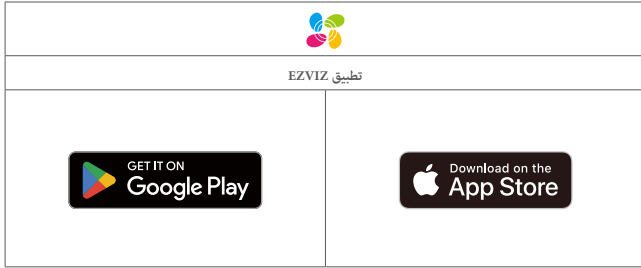 تطبيق EZVIZ
GET IT ON
Google Play
Download on the
App Store